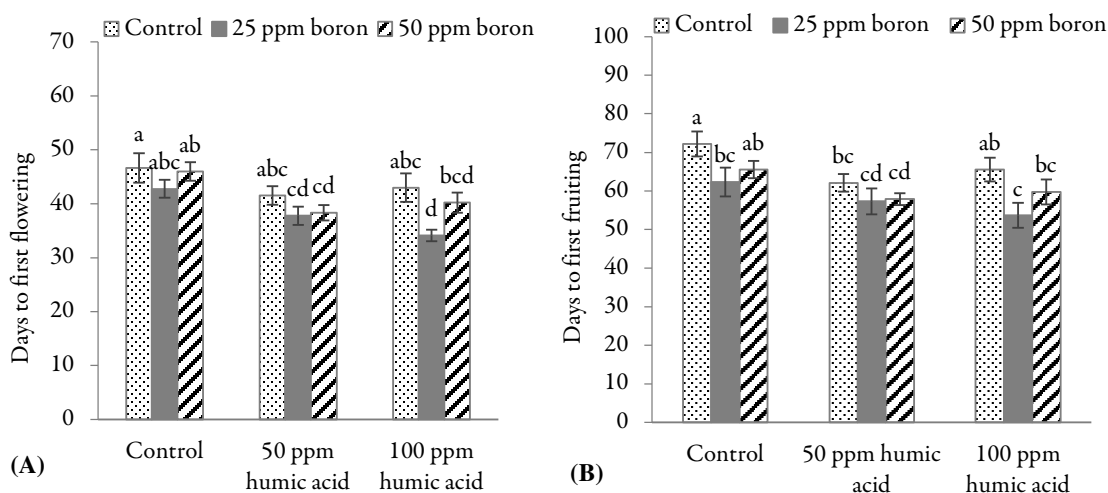 Control 25 ppm boron 50 ppm boron
70
60
50
40
30
20
10
0
Days to first flowering
a abc ab
abc cd cd
abc d bcd
Control
50 ppm
humic acid
100 ppm
humic acid
(A)
Control 25 ppm boron 50 ppm boron
100
90
80
70
60
50
40
30
20
10
0
Days to first fruiting
a bc ab
bc cd cd
ab c bc
Control
50 ppm humic
acid
100 ppm
humic acid
(B)